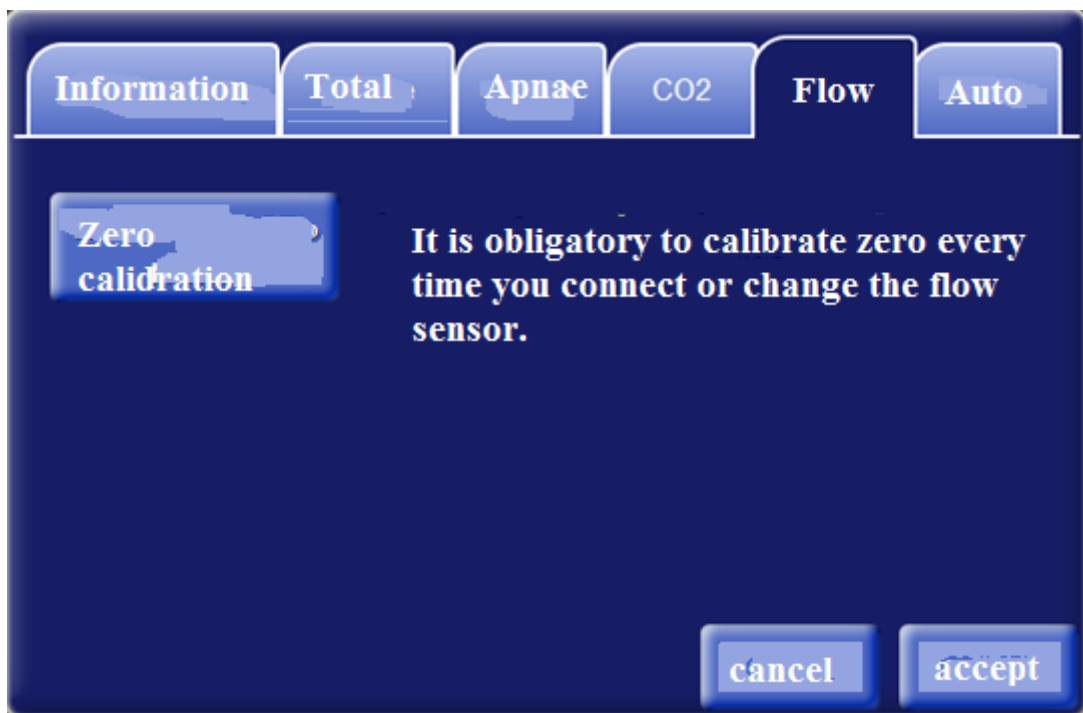 Information Total Apnae CO2 Flow Auto
Zero
calidration
It is obligatory to calibrate zero every
time you connect or change the flow
sensor.
cancel accept